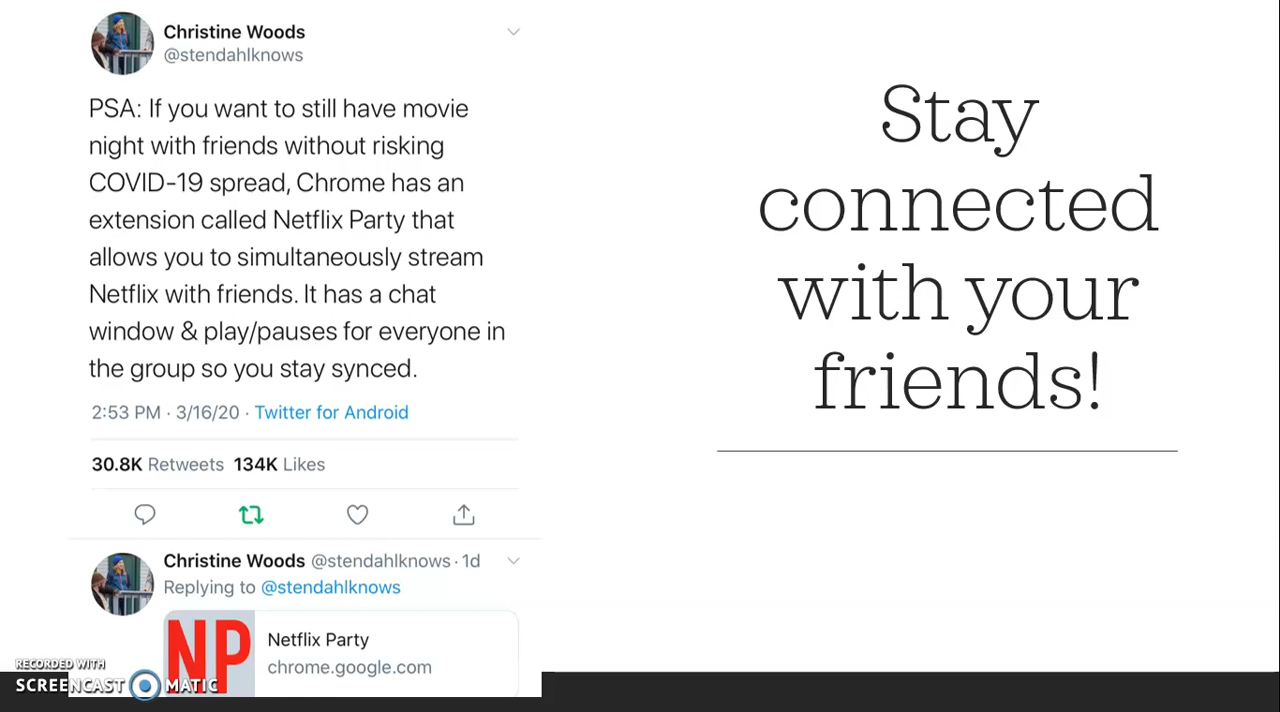 Christine Woods
@stendahlknows
PSA: If you want to still have movie
night with friends without risking
COVID-19 spread, Chrome has an
extension called Netflix Party that
allows you to simultaneously stream
Netflix with friends. It has a chat
window & play/pauses for everyone in
the group so you stay synced.
2:53 PM · 3/16/20 · Twitter for Android
30.8K Retweets 134K Likes
Christine Woods @stendahlknows · 1d
Replying to @stendahlknows
NP
Netflix Party
chrome.google.com
RECORDED WITH
SCREENCAST MATIC
Stay
connected
with your
friends!